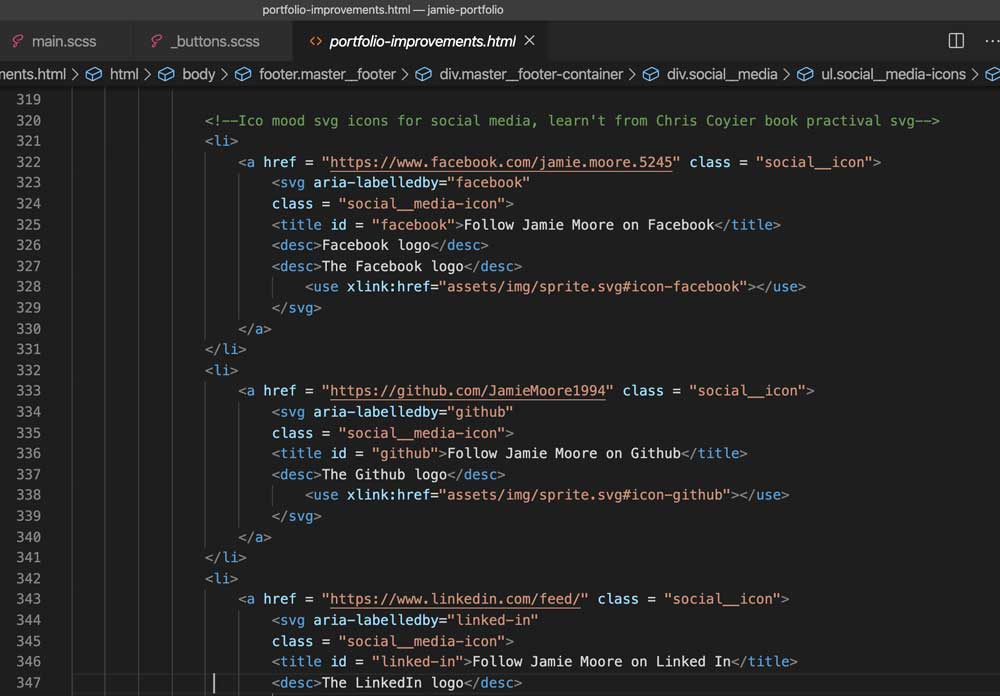 portfolio-improvements.html — jamie-portfolio
main.scss _buttons.scss portfolio-improvements.html
ments.html > html > body > footer.master__footer > div.master__footer-container > div.social__media > ul.social__media-icons >
319
320 <!--Ico mood svg icons for social media, learn't from Chris Coyier book practival svg-->
321 <li>
322 <a href = "https://www.facebook.com/jamie.moore.5245" class = "social__icon">
323 <svg aria-labelledby="facebook"
324 class = "social__media-icon">
325 <title id = "facebook">Follow Jamie Moore on Facebook</title>
326 <desc>Facebook logo</desc>
327 <desc>The Facebook logo</desc>
328 <use xlink:href="assets/img/sprite.svg#icon-facebook"></use>
329 </svg>
330 </a>
331 </li>
332 <li>
333 <a href = "https://github.com/JamieMoore1994" class = "social__icon">
334 <svg aria-labelledby="github"
335 class = "social__media-icon">
336 <title id = "github">Follow Jamie Moore on Github</title>
337 <desc>The Github logo</desc>
338 <use xlink:href="assets/img/sprite.svg#icon-github"></use>
339 </svg>
340 </a>
341 </li>
342 <li>
343 <a href = "https://www.linkedin.com/feed/" class = "social__icon">
344 <svg aria-labelledby="linked-in"
345 class = "social__media-icon">
346 <title id = "linked-in">Follow Jamie Moore on Linked In</title>
347 <desc>The LinkedIn logo</desc>